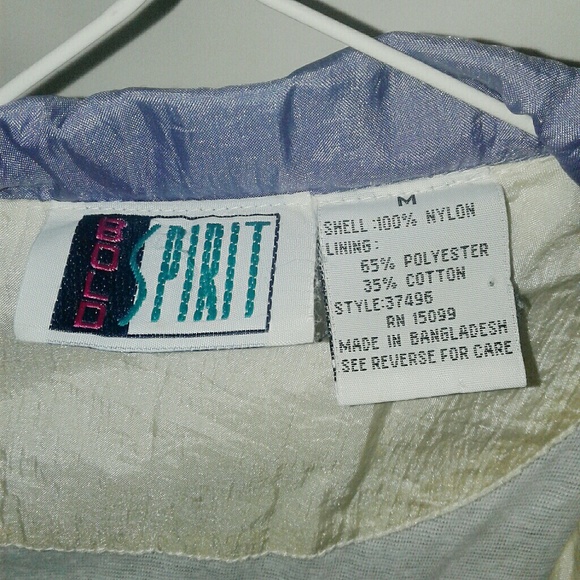 BOLD
SPIRIT
M
SHELL:100% NYLON
LINING:
65% POLYESTER
35% COTTON
STYLE:37496
RN 15099
MADE IN BANGLADESH
SEE REVERSE FOR CARE